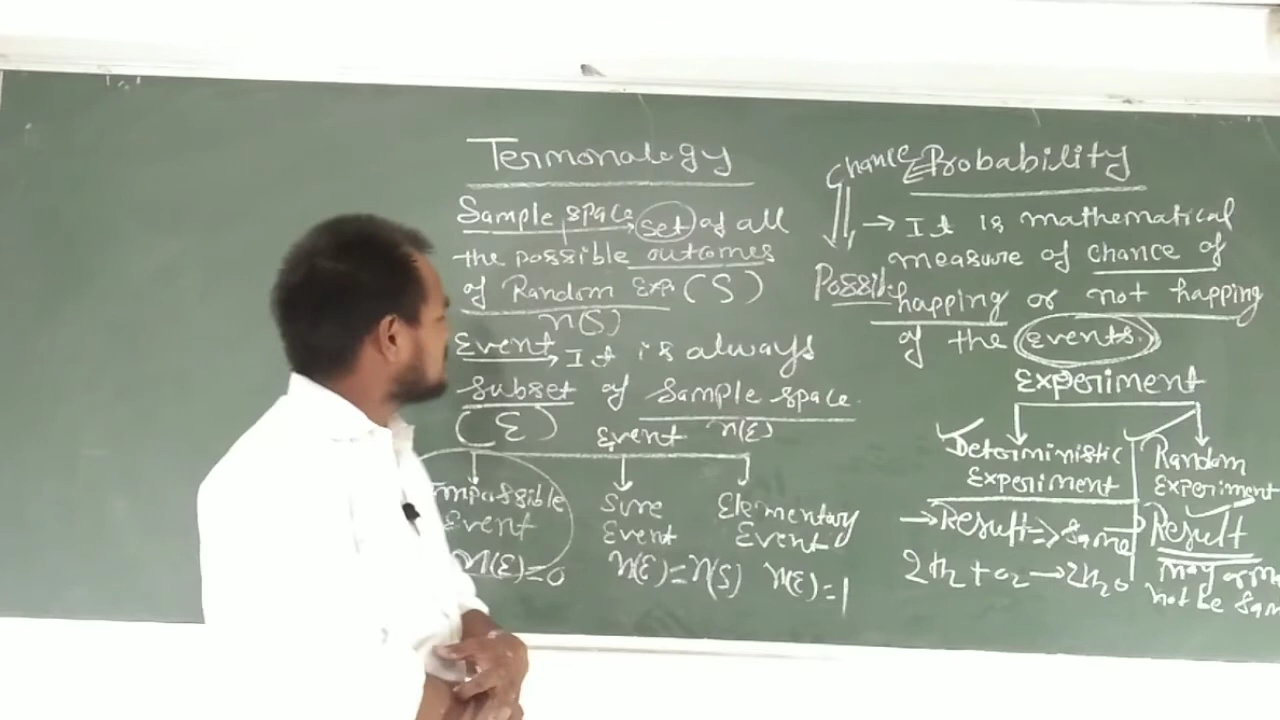 Termonalogy
Sample space set of all
the possible outcomes
of Random Exp. (S)
n(S)
Event → It is always
subset of Sample space.
(E)
n(E)
Event
Impossible
Event
n(E)=0
Sure
Event
n(E)=n(S)
Elementary
Event
n(E)=1
Chance
Probability
Possible
→ It is mathematical
measure of chance of
happing or not happing
of the events.
Experiment
Deterministic
Experiment
→ Result => same
2H2+O2→2H2O
Random
Experiment
→ Result
may or may
not be same